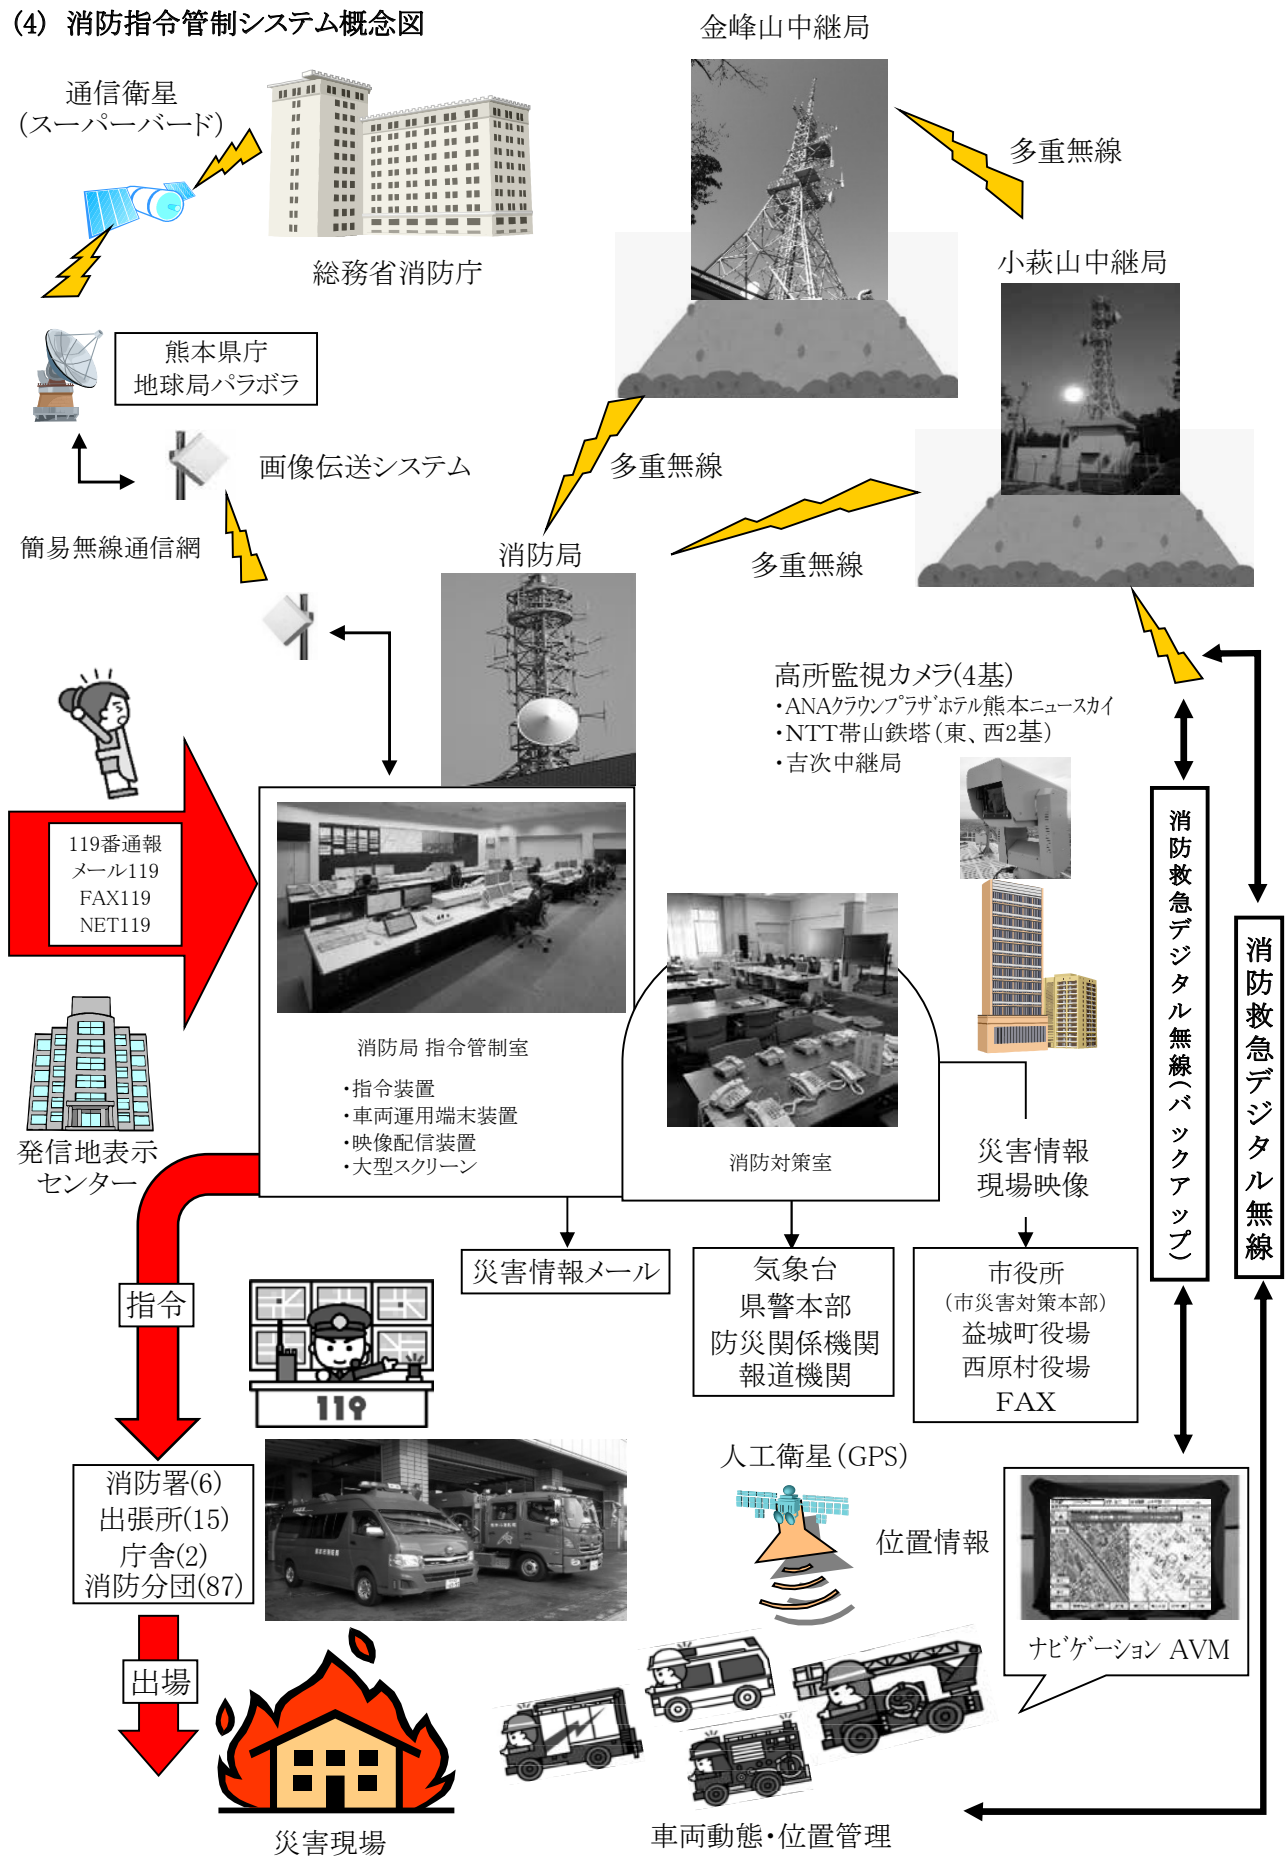 (4) 消防指令管制システム概念図
金峰山中継局
通信衛星
(スーパーバード)
多重無線
総務省消防庁
小萩山中継局
熊本県庁
地球局パラボラ
画像伝送システム
多重無線
簡易無線通信網
消防局
多重無線
高所監視カメラ(4基)
・ANAクラウンプラザホテル熊本ニュースカイ
・NTT帯山鉄塔(東、西2基)
・吉次中継局
119番通報
メール119
FAX119
NET119
消防救急デジタル無線(バックアップ)
消防救急デジタル無線
消防局 指令管制室
・指令装置
・車両運用端末装置
・映像配信装置
・大型スクリーン
消防対策室
発信地表示
センター
災害情報
現場映像
災害情報メール
気象台
県警本部
防災関係機関
報道機関
市役所
(市災害対策本部)
益城町役場
西原村役場
FAX
指令
119
消防署(6)
出張所(15)
庁舎(2)
消防分団(87)
人工衛星(GPS)
位置情報
ナビゲーション AVM
出場
災害現場
車両動態・位置管理